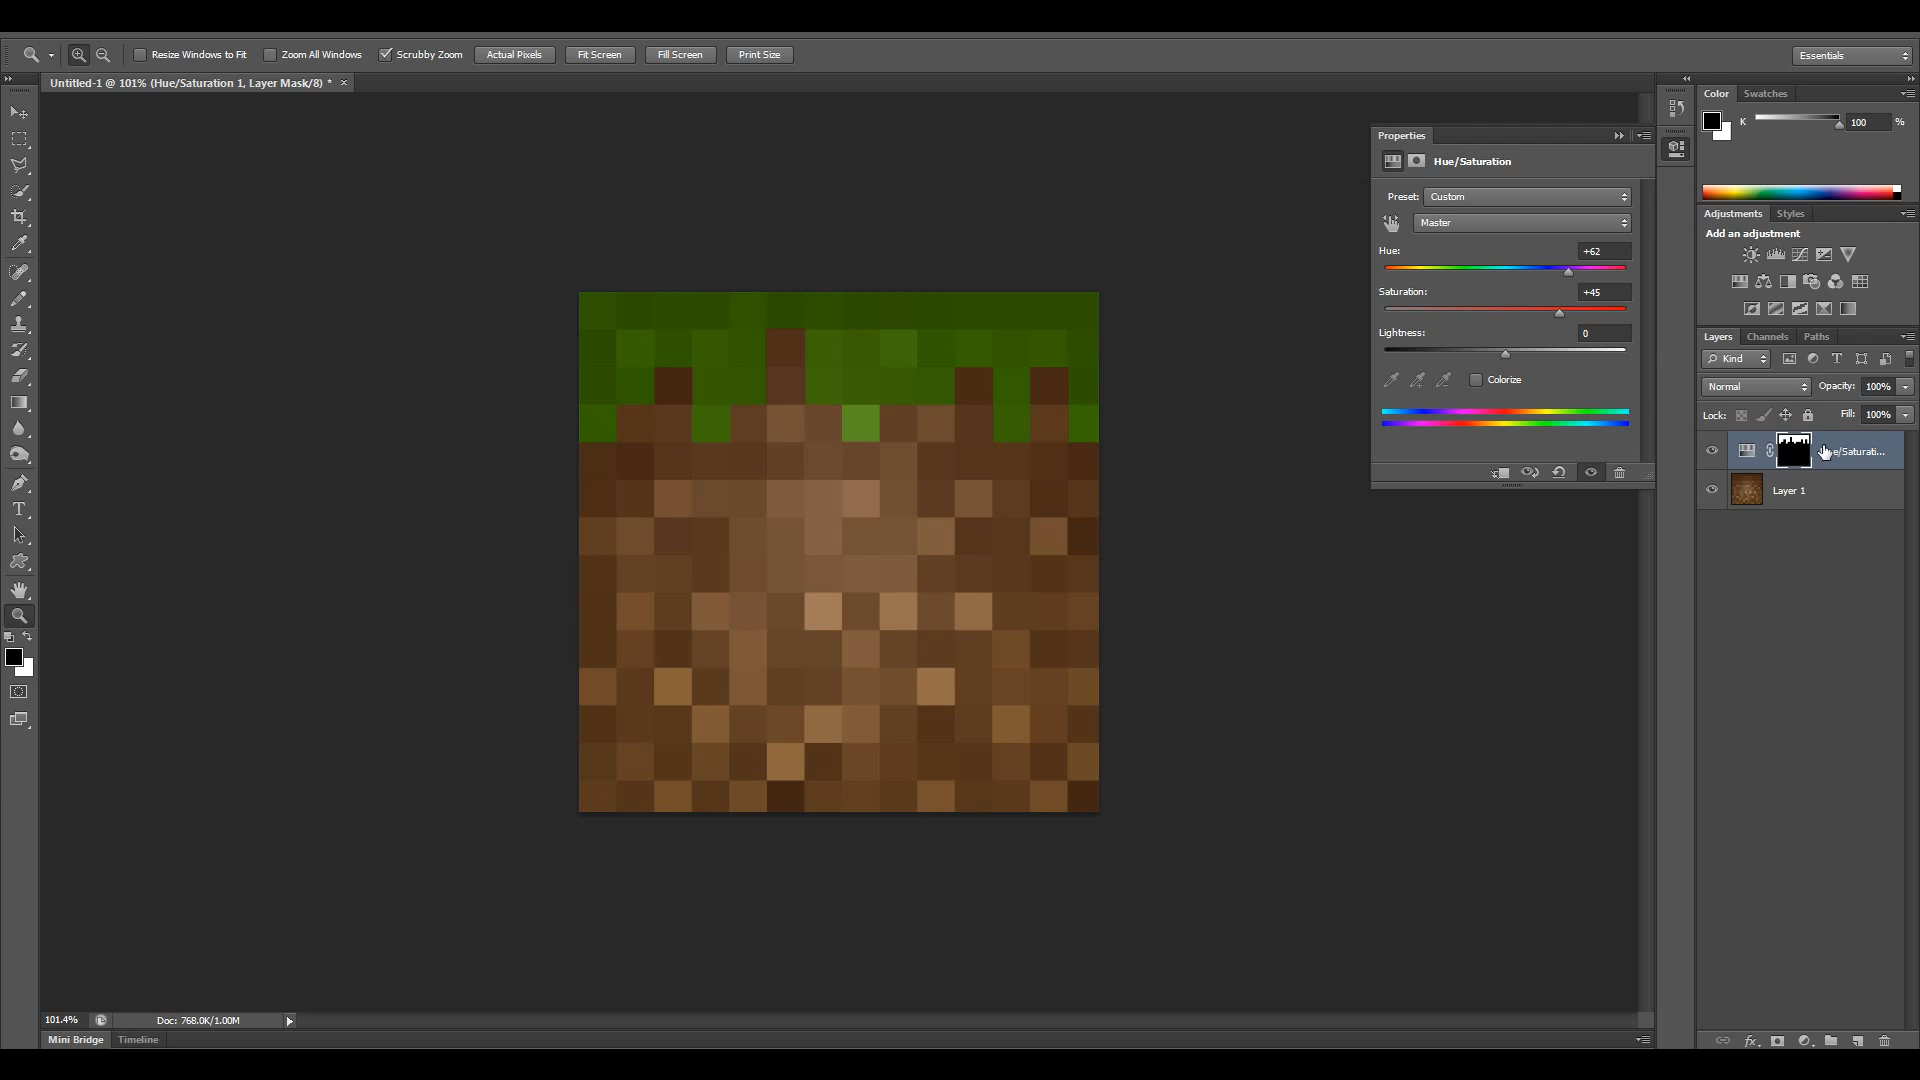 Resize Windows to Fit Zoom All Windows Scrubby Zoom Actual Pixels Fit Screen Fill Screen Print Size Essentials
Untitled-1 @ 101% (Hue/Saturation 1, Layer Mask/8) * ×
Color Swatches
K 100 %
Properties
Hue/Saturation
Preset: Custom
Master
Hue: +62
Saturation: +45
Lightness: 0
Colorize
Adjustments Styles
Add an adjustment
Layers Channels Paths
Kind
Normal Opacity: 100%
Lock: Fill: 100%
e/Saturati...
Layer 1
T
fx
101.4% Doc: 768.0K/1.00M
Mini Bridge Timeline